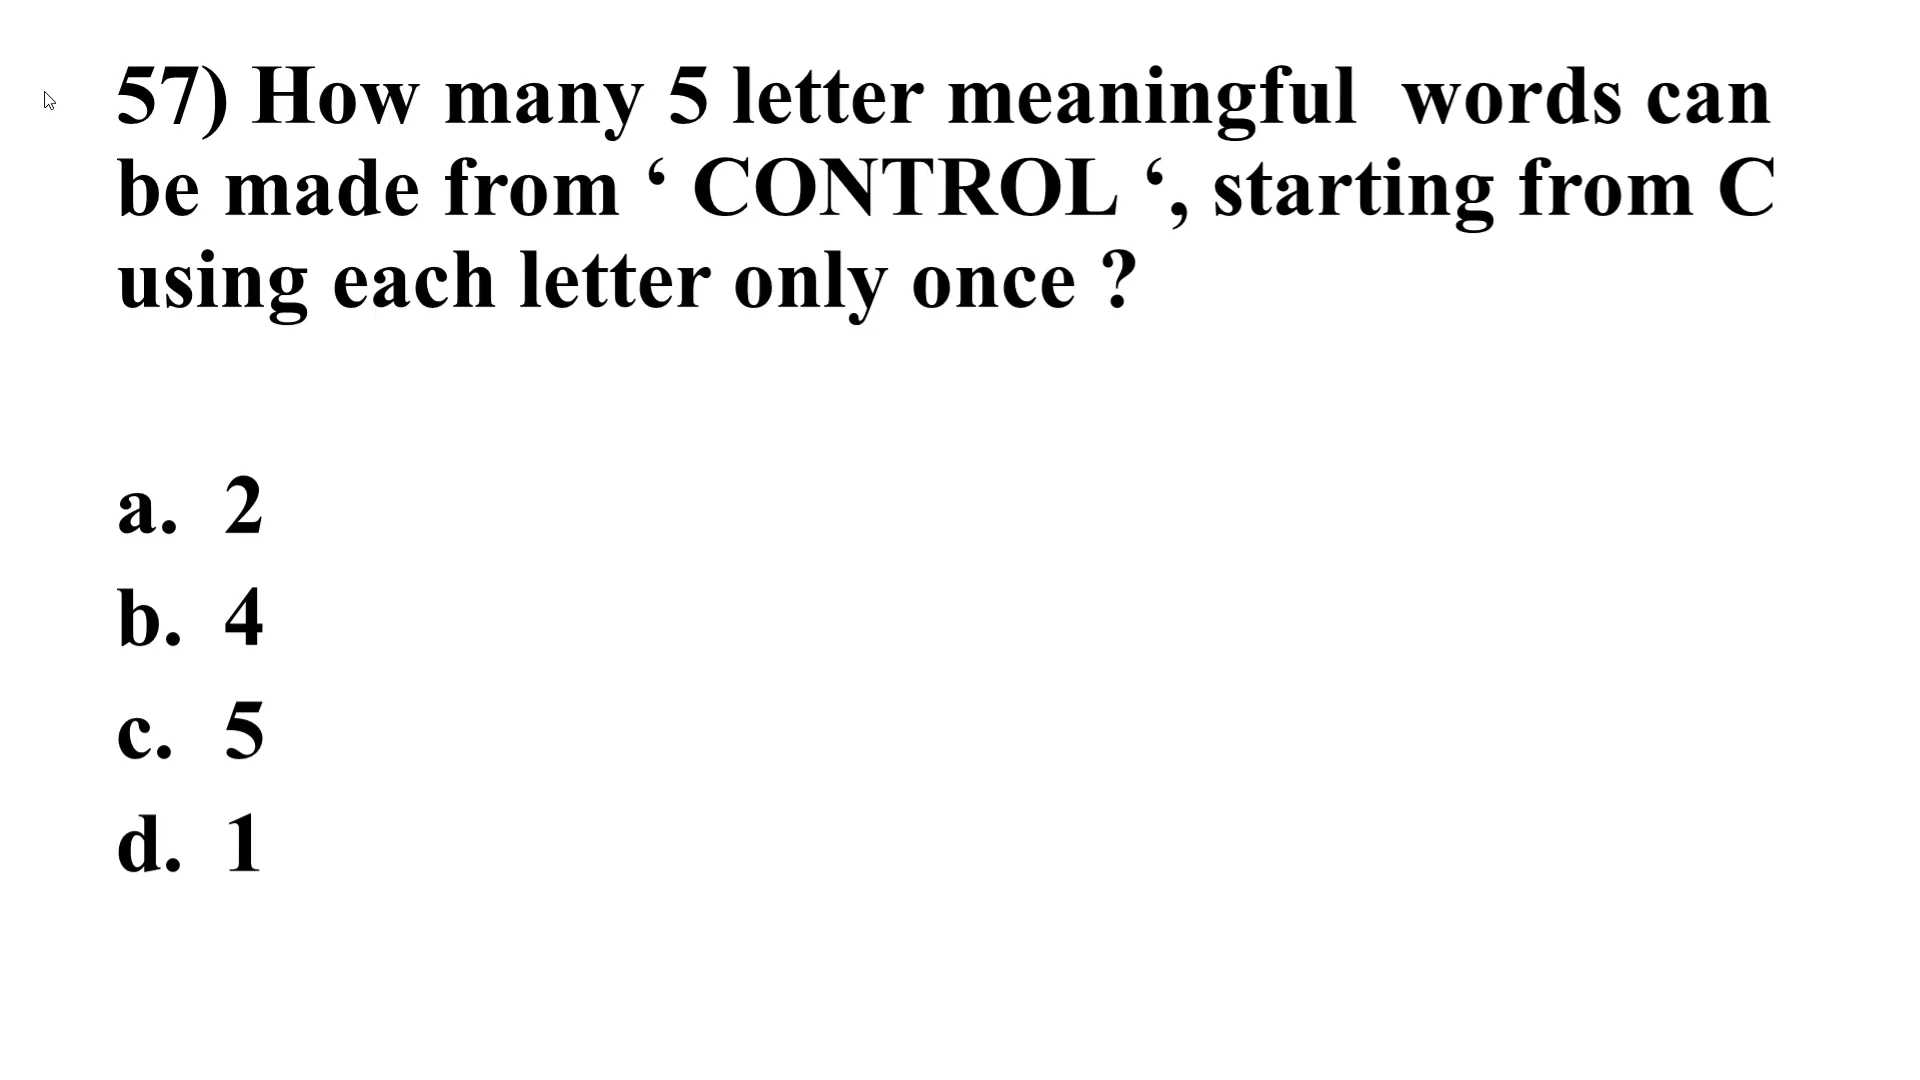 57) How many 5 letter meaningful  words can
be made from ‘ CONTROL ‘, starting from C
using each letter only once ?
a. 2
b. 4
c. 5
d. 1